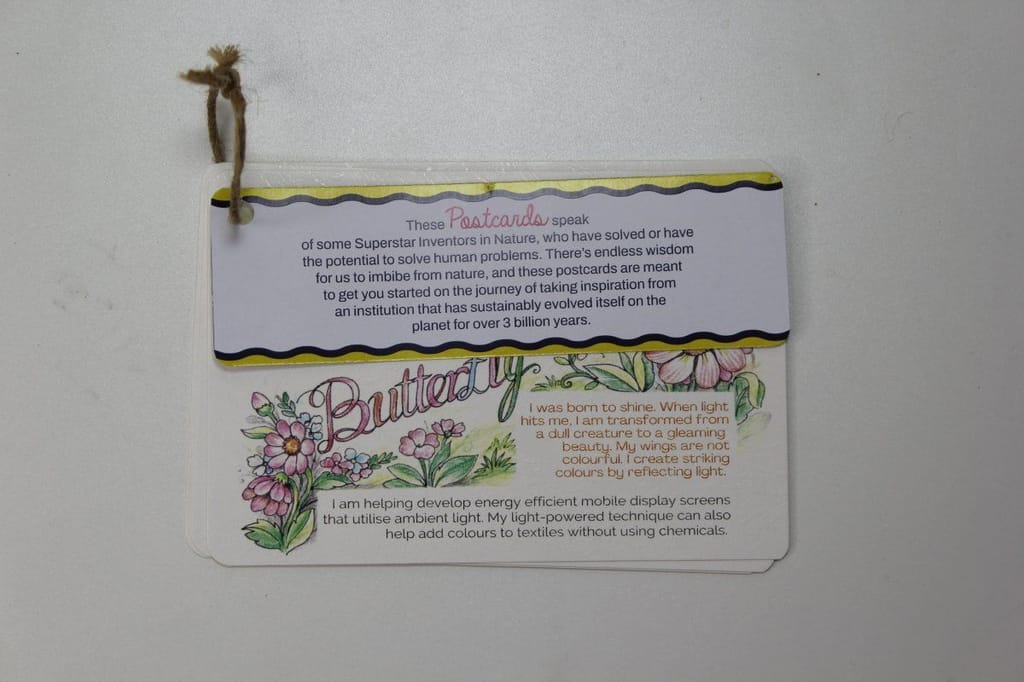 These Postcards speak
of some Superstar Inventors in Nature, who have solved or have
the potential to solve human problems. There's endless wisdom
for us to imbibe from nature, and these postcards are meant
to get you started on the journey of taking inspiration from
an institution that has sustainably evolved itself on the
planet for over 3 billion years.
Butterfly
I was born to shine. When light
hits me, I am transformed from
a dull creature to a gleaming
beauty. My wings are not
colourful. I create striking
colours by reflecting light.
I am helping develop energy efficient mobile display screens
that utilise ambient light. My light-powered technique can also
help add colours to textiles without using chemicals.